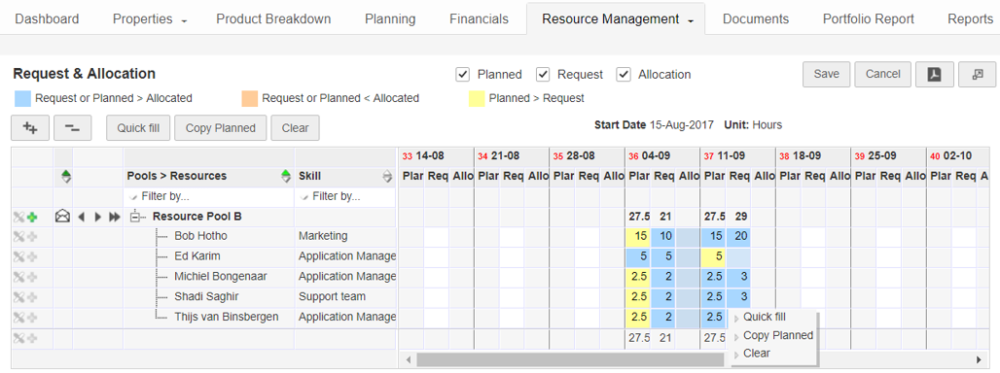 Dashboard Properties Product Breakdown Planning Financials Resource Management Documents Portfolio Report Reports
Request & Allocation Planned Request Allocation Save Cancel
Request or Planned > Allocated Request or Planned < Allocated Planned > Request
Quick fill Copy Planned Clear Start Date 15-Aug-2017 Unit: Hours
33 14-08 34 21-08 35 28-08 36 04-09 37 11-09 38 18-09 39 25-09 40 02-10
Pools > Resources Skill Plar Req Allo Plar Req Allo Plar Req Allo Plar Req Allo Plar Req Allo Plar Req Allo Plar Req Allo Plar Req A
Filter by... Filter by...
Resource Pool B 27.5 21 27.5 29
Bob Hotho Marketing 15 10 15 20
Ed Karim Application Manage 5 5 5
Michiel Bongenaar Application Manage 2.5 2 2.5 3
Shadi Saghir Support team 2.5 2 2.5 3
Thijs van Binsbergen Application Manage 2.5 2 2.5
Quick fill
Copy Planned
Clear
27.5 21 27.5